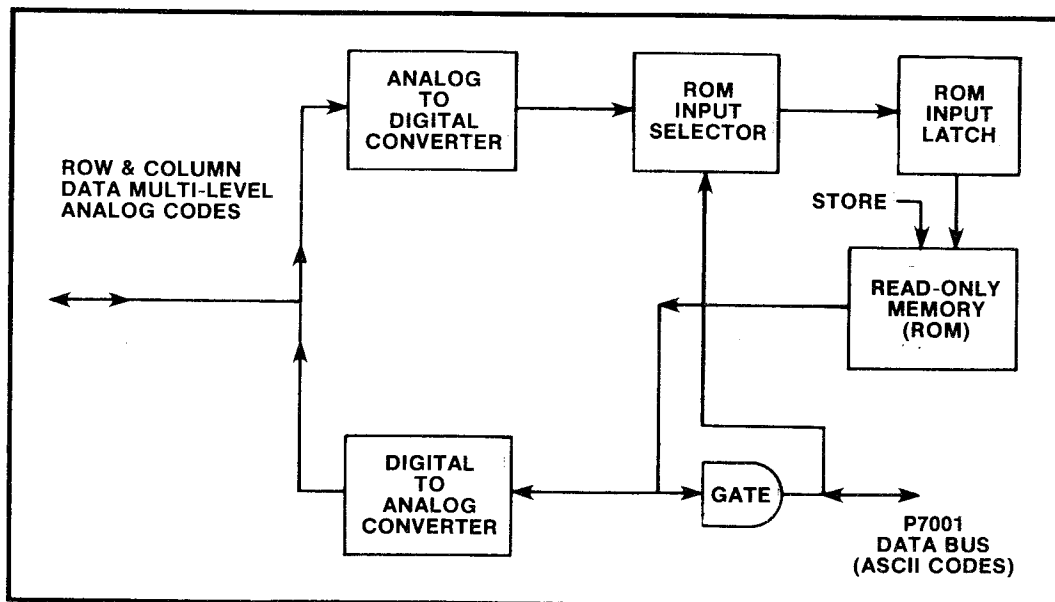 ANALOG
TO
DIGITAL
CONVERTER
ROM
INPUT
SELECTOR
ROM
INPUT
LATCH
ROW & COLUMN
DATA MULTI-LEVEL
ANALOG CODES
STORE
READ-ONLY
MEMORY
(ROM)
DIGITAL
TO
ANALOG
CONVERTER
GATE
P7001
DATA BUS
(ASCII CODES)